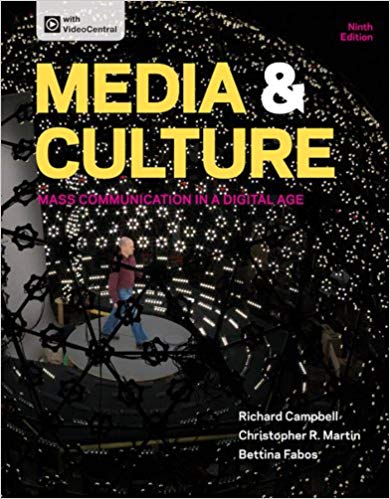 with
VideoCentral
Ninth
Edition
MEDIA &
CULTURE
MASS COMMUNICATION IN A DIGITAL AGE
Richard Campbell
Christopher R. Martin
Bettina Fabos